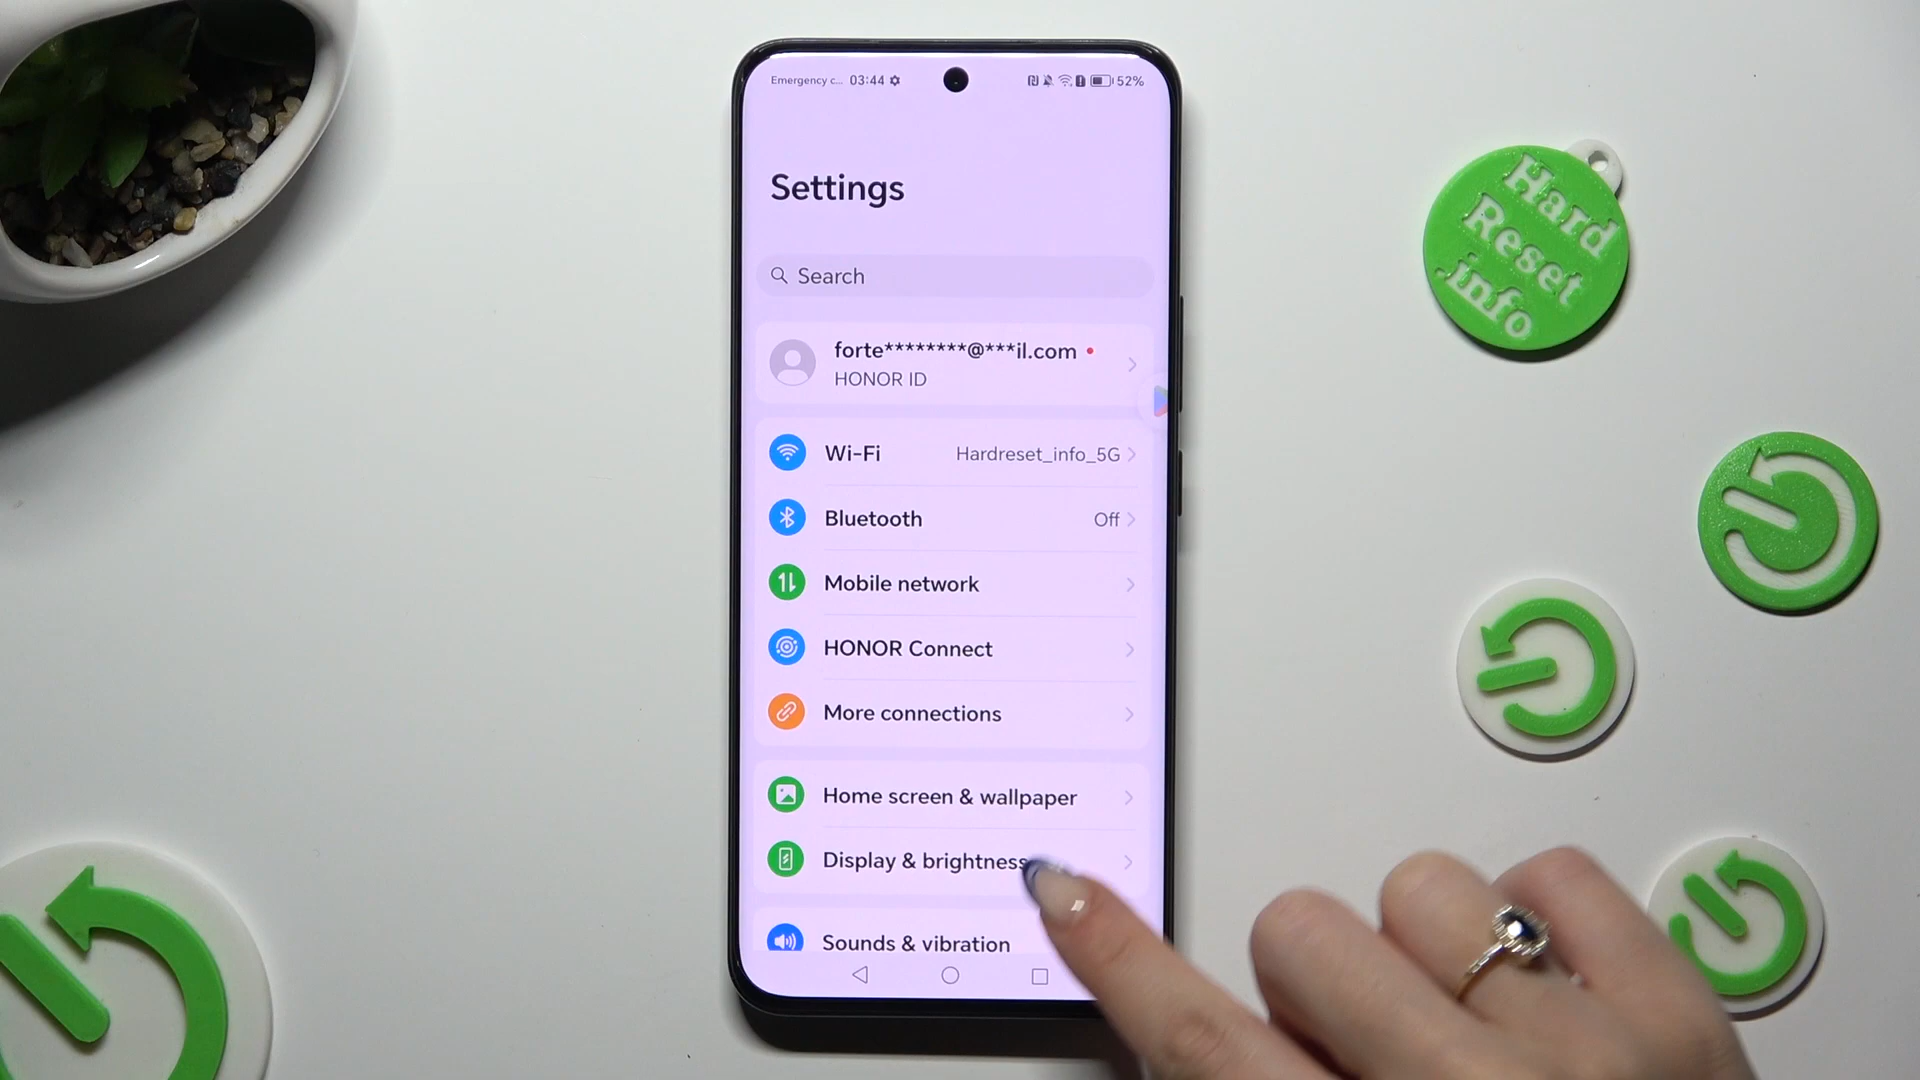 Emergency c... 03:44 52%
Settings
Search
forte********@***il.com
HONOR ID
Wi-Fi Hardreset_info_5G
Bluetooth Off
Mobile network
HONOR Connect
More connections
Home screen & wallpaper
Display & brightness
Sounds & vibration
Hard
Reset
.info